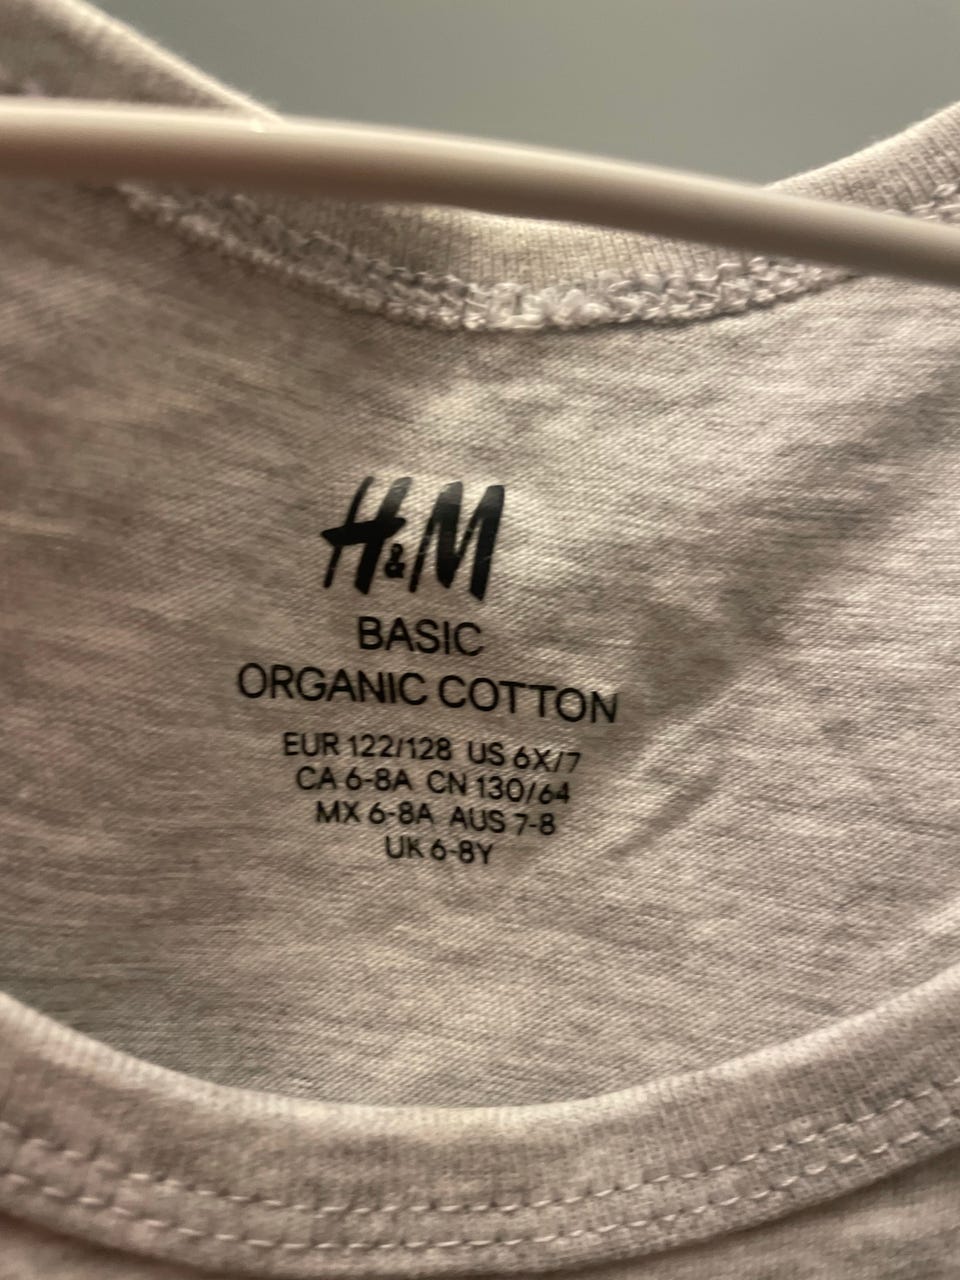 H&M
BASIC
ORGANIC COTTON
EUR 122/128 US 6X/7
CA 6-8A CN 130/64
MX 6-8A AUS 7-8
UK 6-8Y